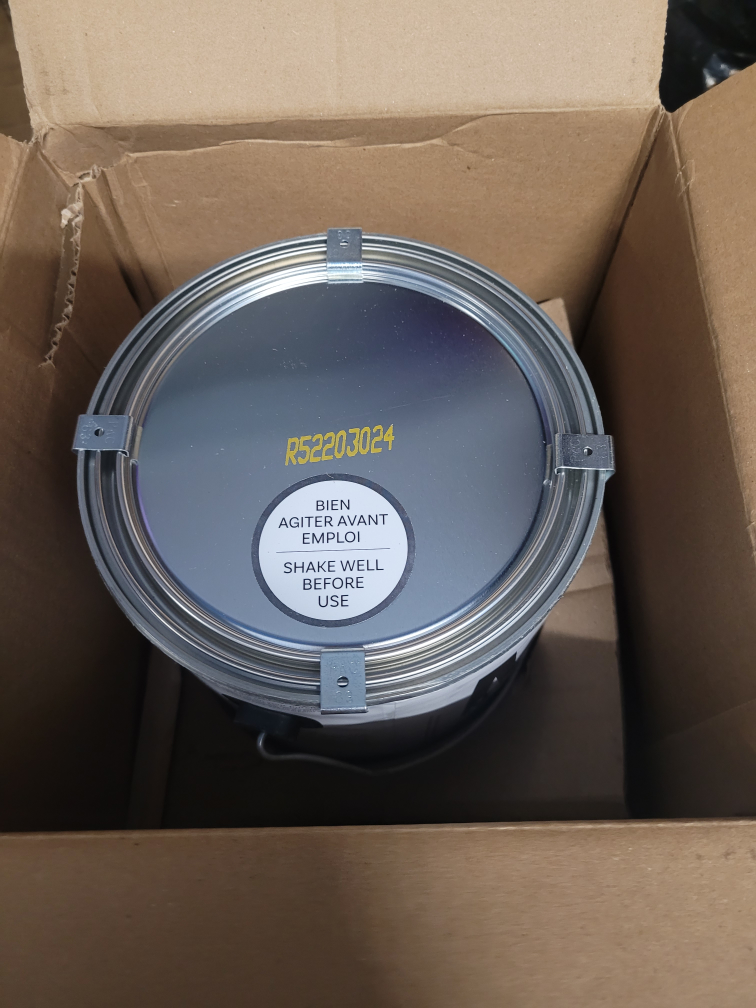 R52203024
BIEN
AGITER AVANT
EMPLOI
SHAKE WELL
BEFORE
USE